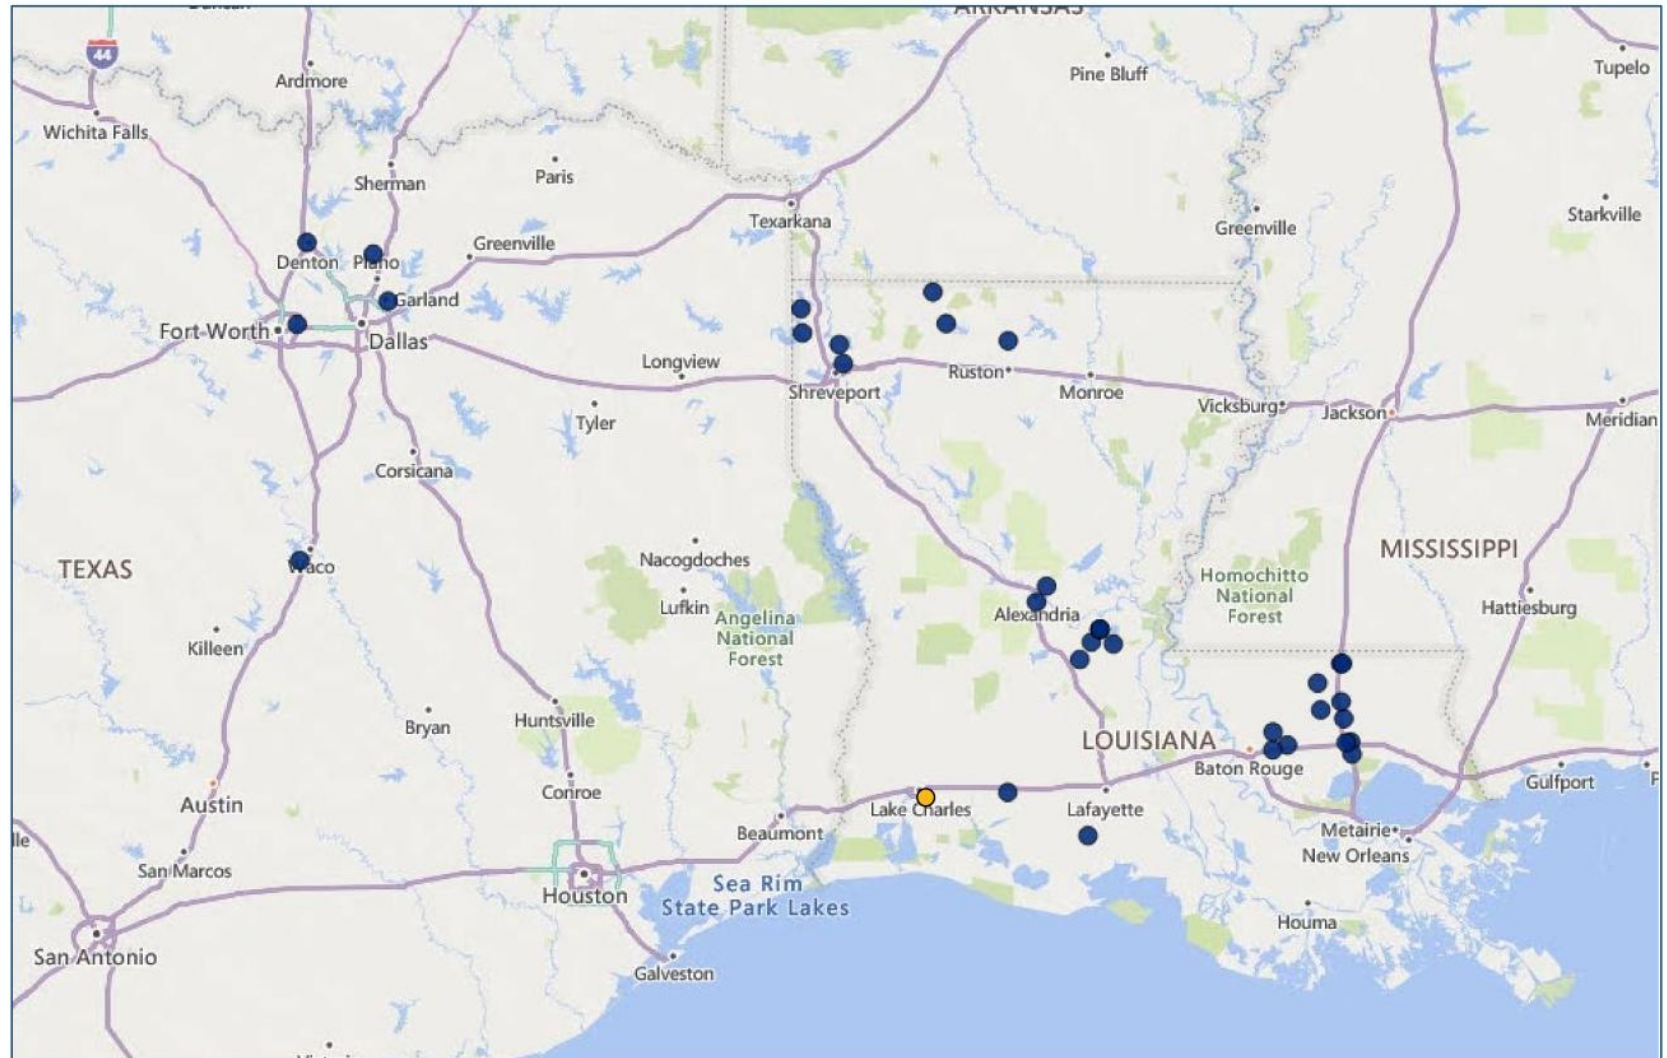 ARKANSAS
44
Ardmore
Pine Bluff
Tupelo
Wichita Falls
Sherman
Paris
Texarkana
Greenville
Starkville
Greenville
Denton
Plano
Garland
Fort Worth
Dallas
Longview
Shreveport
Ruston
Monroe
Vicksburg
Jackson
Meridian
Tyler
Corsicana
TEXAS
Waco
Nacogdoches
MISSISSIPPI
Homochitto
National
Forest
Lufkin
Angelina
National
Forest
Alexandria
Hattiesburg
Killeen
Bryan
Huntsville
LOUISIANA
Baton Rouge
Gulfport
Austin
Conroe
Lake Charles
Lafayette
Beaumont
Metairie
New Orleans
lle
San Marcos
Houston
Sea Rim
State Park Lakes
Houma
San Antonio
Galveston